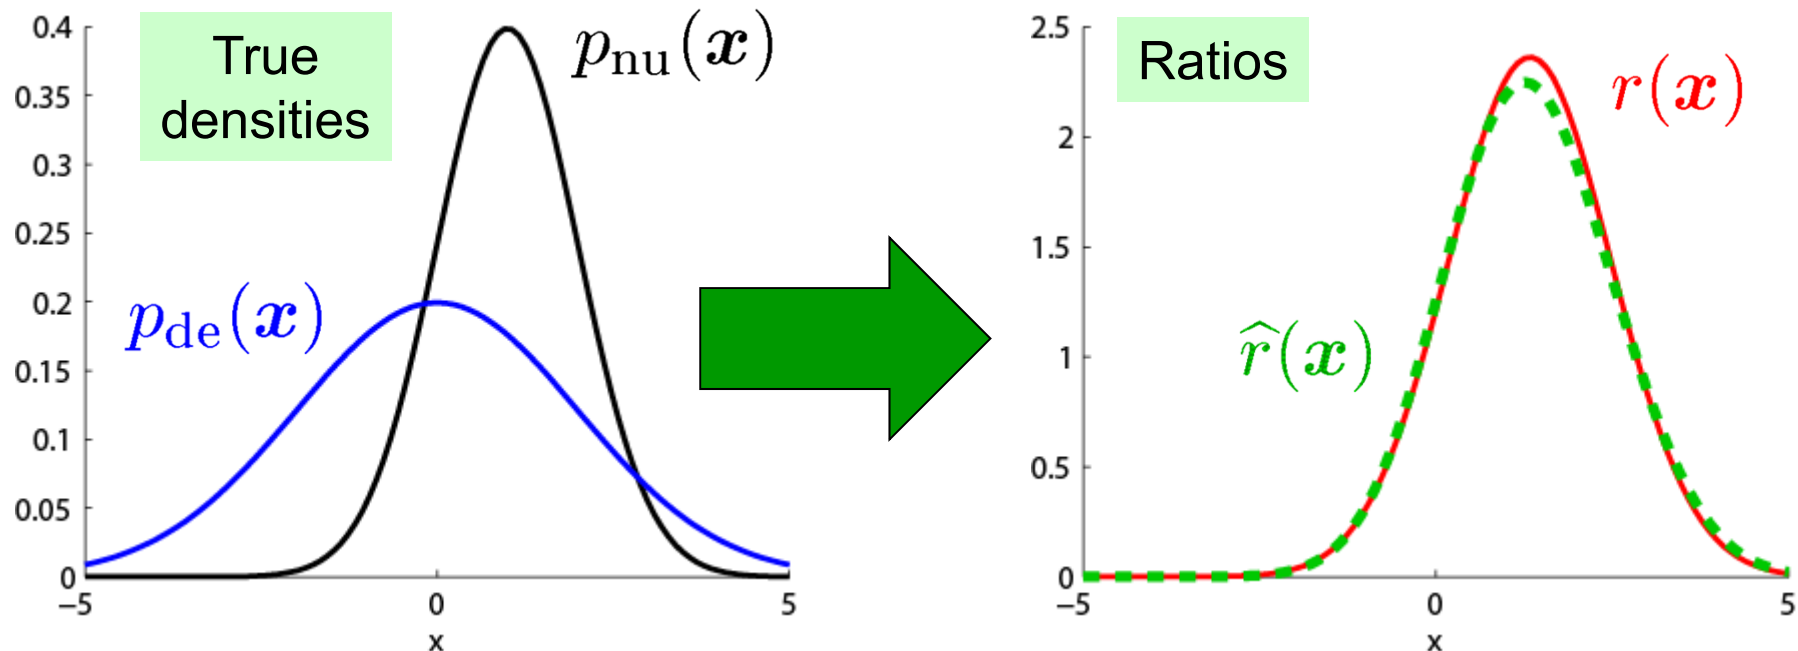 True
densities
p_nu(x)
p_de(x)
0.4
0.35
0.3
0.25
0.2
0.15
0.1
0.05
0
−5
0
5
x
Ratios
r(x)
r̂(x)
2.5
2
1.5
1
0.5
0
−5
0
5
x